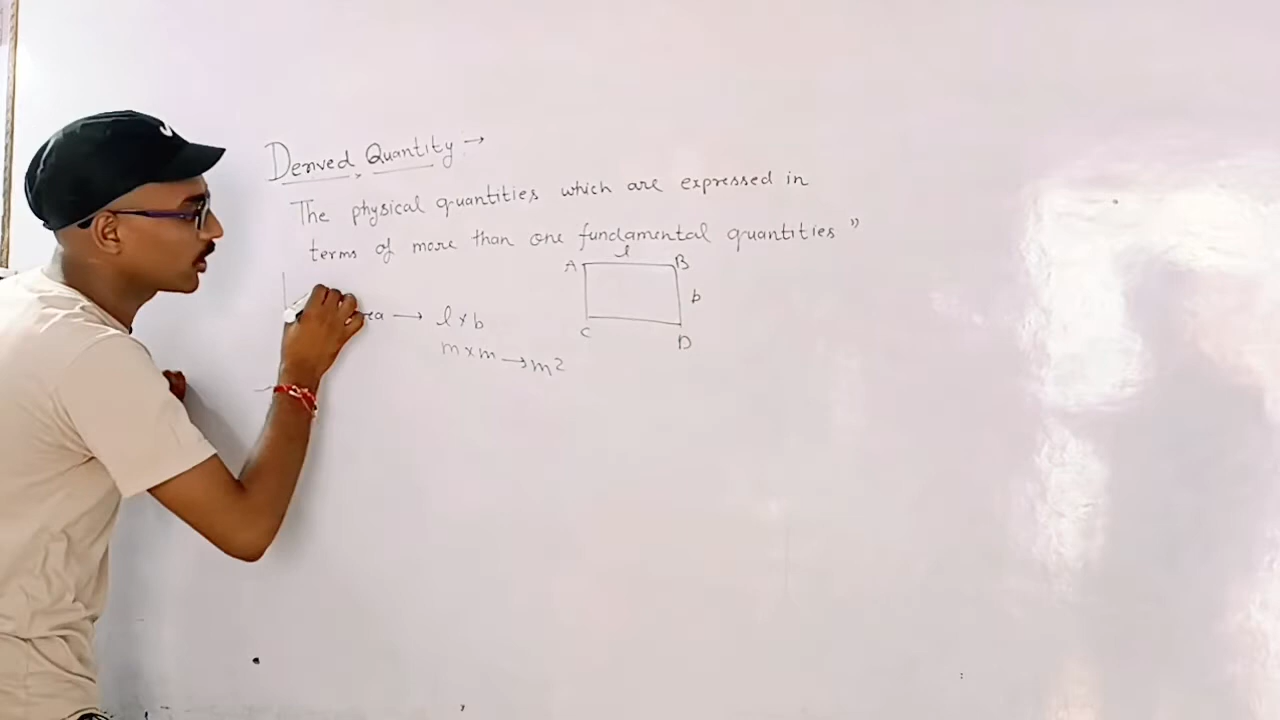 Derived Quantity →
The physical quantities which are expressed in
terms of more than one fundamental quantities ”
A l B
b
C D
→ l × b
m × m → m2